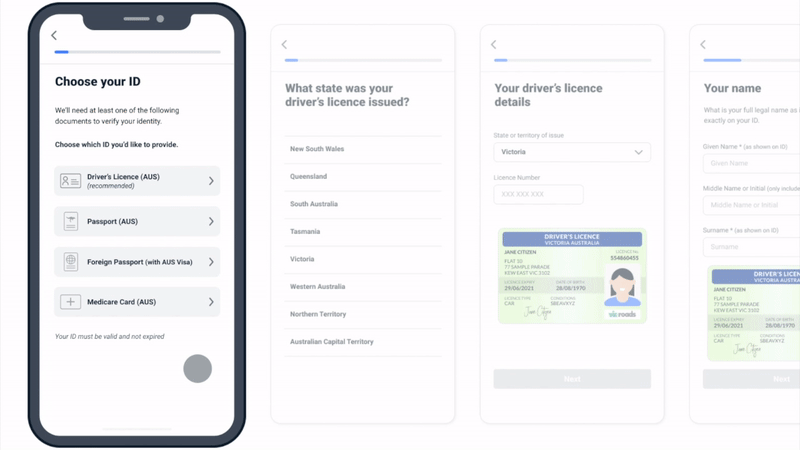 Choose your ID
We'll need at least one of the following
documents to verify your identity.
Choose which ID you'd like to provide.
Driver's Licence (AUS)
(recommended)
Passport (AUS)
Foreign Passport (with AUS Visa)
Medicare Card (AUS)
Your ID must be valid and not expired
What state was your
driver's licence issued?
New South Wales
Queensland
South Australia
Tasmania
Victoria
Western Australia
Northern Territory
Australian Capital Territory
Your driver's licence
details
State or territory of issue
Victoria
Licence Number
XXX XXX XXX
DRIVER'S LICENCE
VICTORIA AUSTRALIA
JANE CITIZEN
LICENCE No.
554866455
FLAT 10
77 SAMPLE PARADE
KEW EAST VIC 3102
LICENCE EXPIRY DATE OF BIRTH
29/06/2021 28/08/1970
LICENCE TYPE CONDITIONS
CAR SBEAVXYZ
Jane Citizen
vic roads
Next
Your name
What is your full legal name as
exactly on your ID.
Given Name * (as shown on ID)
Given Name
Middle Name or Initial (only include
Middle Name or Initial
Surname * (as shown on ID)
Surname
DRIVER'S LICEN
VICTORIA AUST
JANE CITIZEN
FLAT 10
77 SAMPLE PARADE
KEW EAST VIC 3102
LICENCE EXPIRY DATE OF BIRTH
29/06/2021 28/08/1970
LICENCE TYPE CONDITIONS
CAR SBEAVXYZ
Jane Citizen
Next